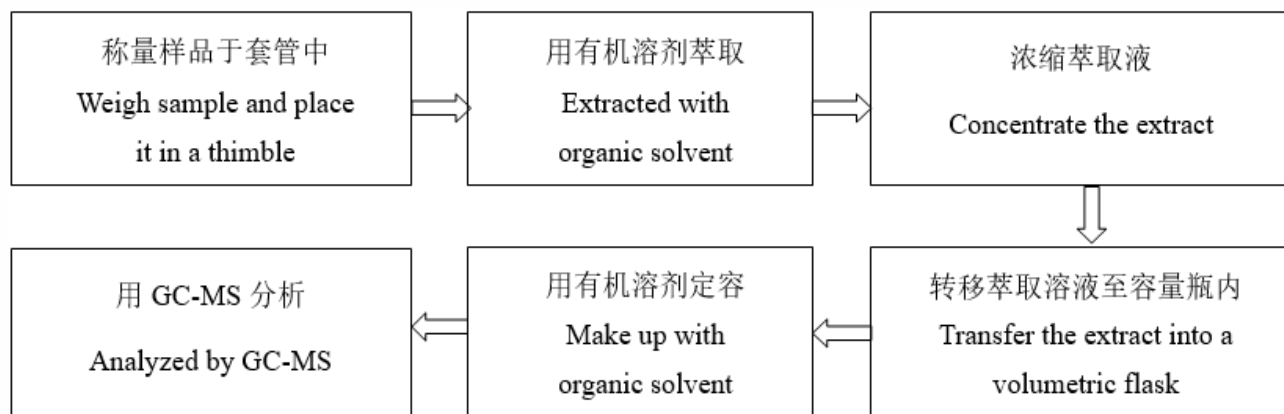 称量样品于套管中
Weigh sample and place
it in a thimble
用有机溶剂萃取
Extracted with
organic solvent
浓缩萃取液
Concentrate the extract
转移萃取溶液至容量瓶内
Transfer the extract into a
volumetric flask
用有机溶剂定容
Make up with
organic solvent
用 GC-MS 分析
Analyzed by GC-MS